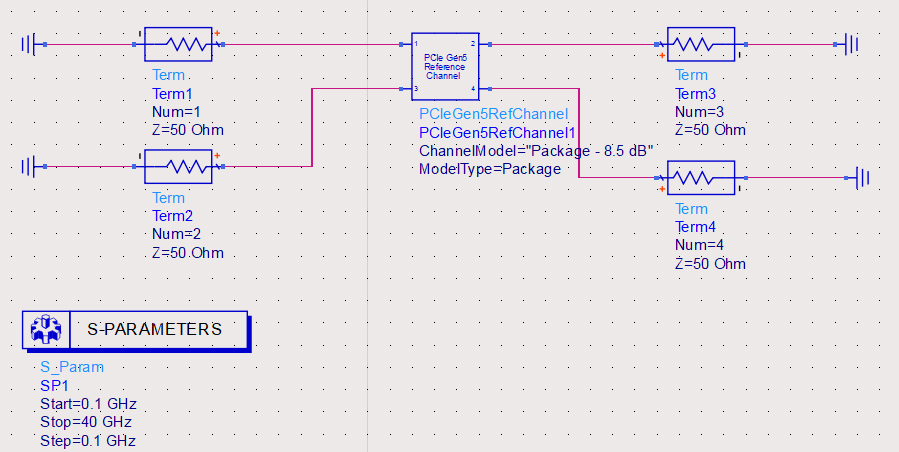 1
2
3
4
PCIe Gen5
Reference
Channel
Term
Term1
Num=1
Z=50 Ohm
PCIeGen5RefChannel
PCIeGen5RefChannel1
ChannelModel="Package - 8.5 dB"
ModelType=Package
Term
Term3
Num=3
Z=50 Ohm
Term
Term2
Num=2
Z=50 Ohm
Term
Term4
Num=4
Z=50 Ohm
S-PARAMETERS
S_Param
SP1
Start=0.1 GHz
Stop=40 GHz
Step=0.1 GHz